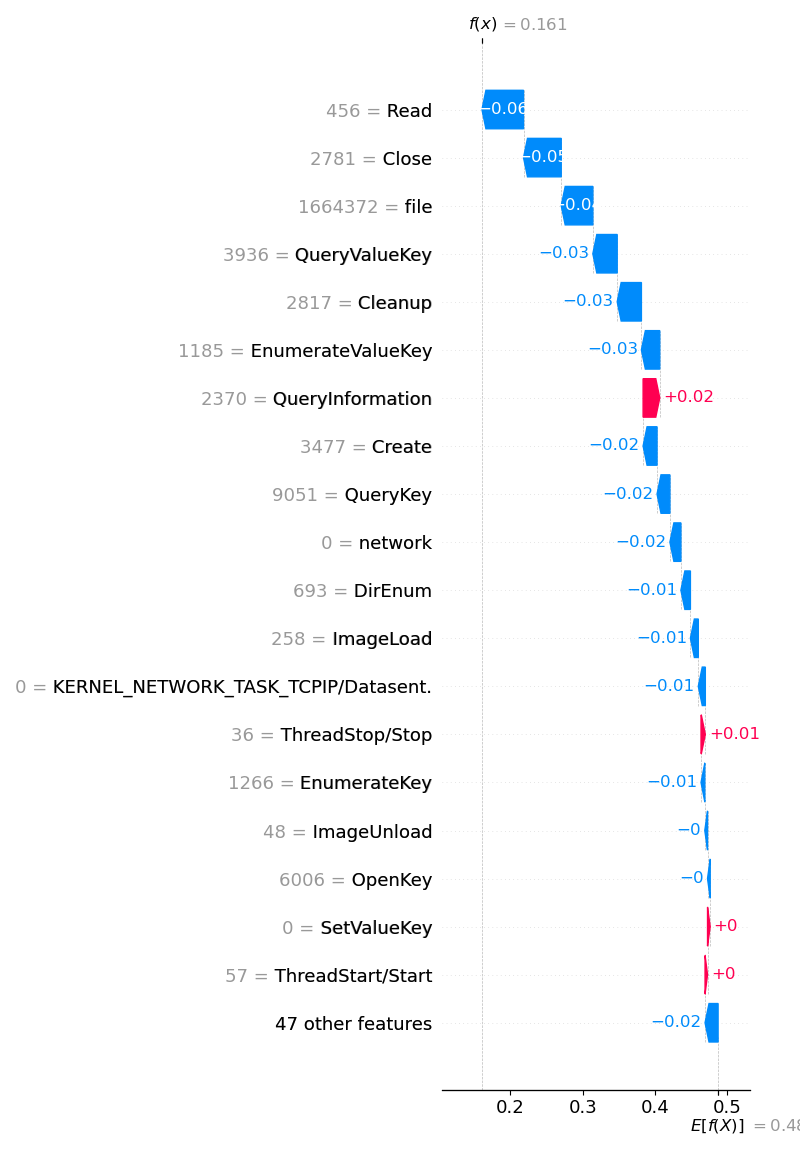 f(x) = 0.161
456 = Read
−0.06
2781 = Close
−0.05
1664372 = file
−0.04
3936 = QueryValueKey
−0.03
2817 = Cleanup
−0.03
1185 = EnumerateValueKey
−0.03
2370 = QueryInformation
+0.02
3477 = Create
−0.02
9051 = QueryKey
−0.02
0 = network
−0.02
693 = DirEnum
−0.01
258 = ImageLoad
−0.01
0 = KERNEL_NETWORK_TASK_TCPIP/Datasent.
−0.01
36 = ThreadStop/Stop
+0.01
1266 = EnumerateKey
−0.01
48 = ImageUnload
−0
6006 = OpenKey
−0
0 = SetValueKey
+0
57 = ThreadStart/Start
+0
47 other features
−0.02
0.2 0.3 0.4 0.5
E[f(X)] = 0.48